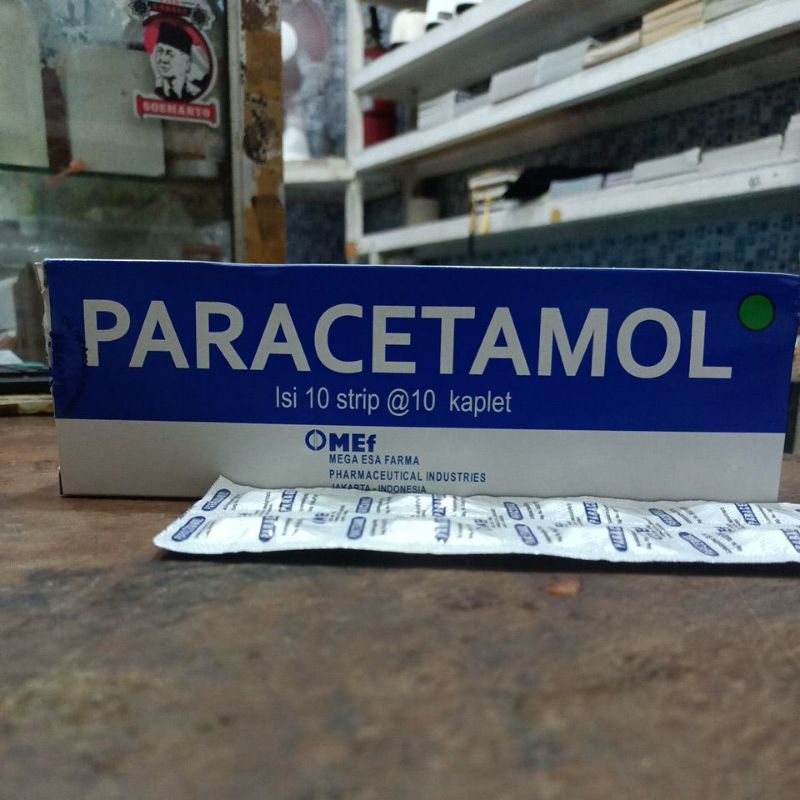 SOEHARTO
PARACETAMOL
Isi 10 strip @10 kaplet
MEf
MEGA ESA FARMA
PHARMACEUTICAL INDUSTRIES
JAKARTA - INDONESIA